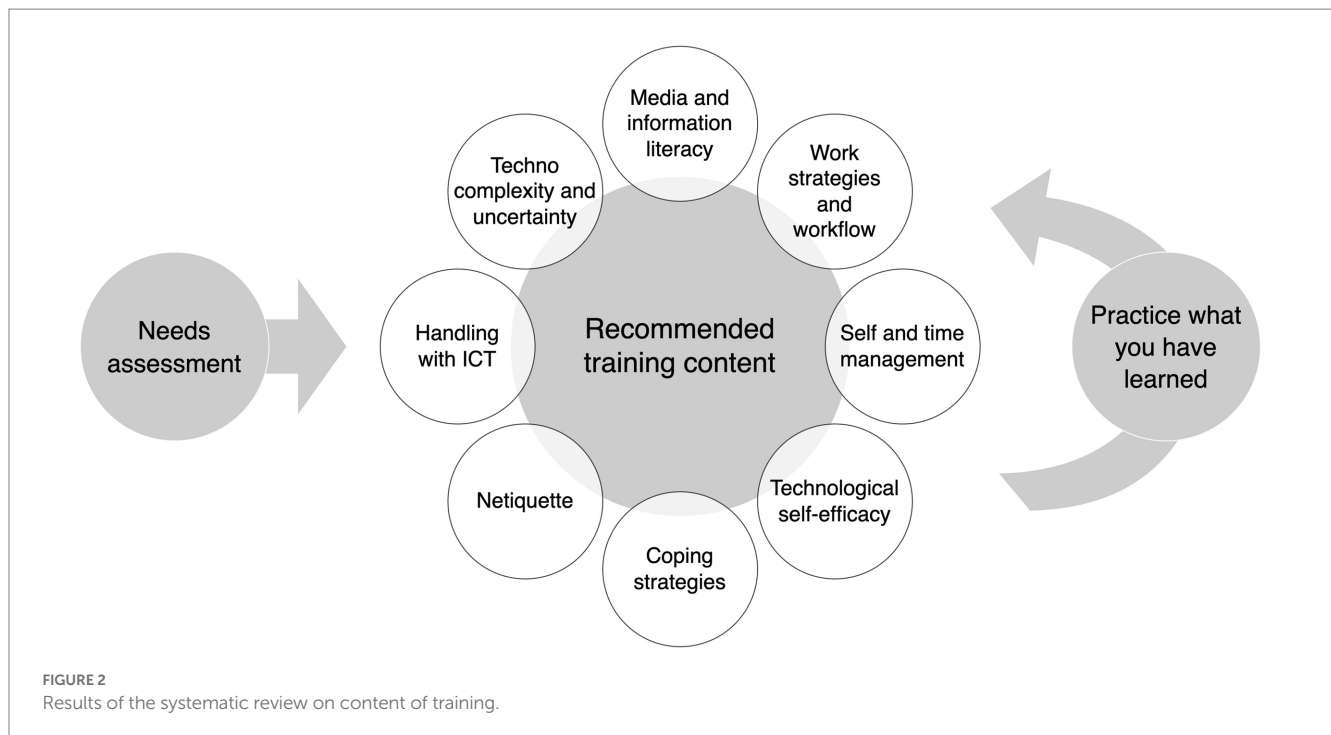 Media and
information
literacy
Techno
complexity and
uncertainty
Work
strategies
and
workflow
Needs
assessment
Handling
with ICT
Recommended
training content
Self and time
management
Practice what
you have
learned
Netiquette
Technological
self-efficacy
Coping
strategies
FIGURE 2
Results of the systematic review on content of training.